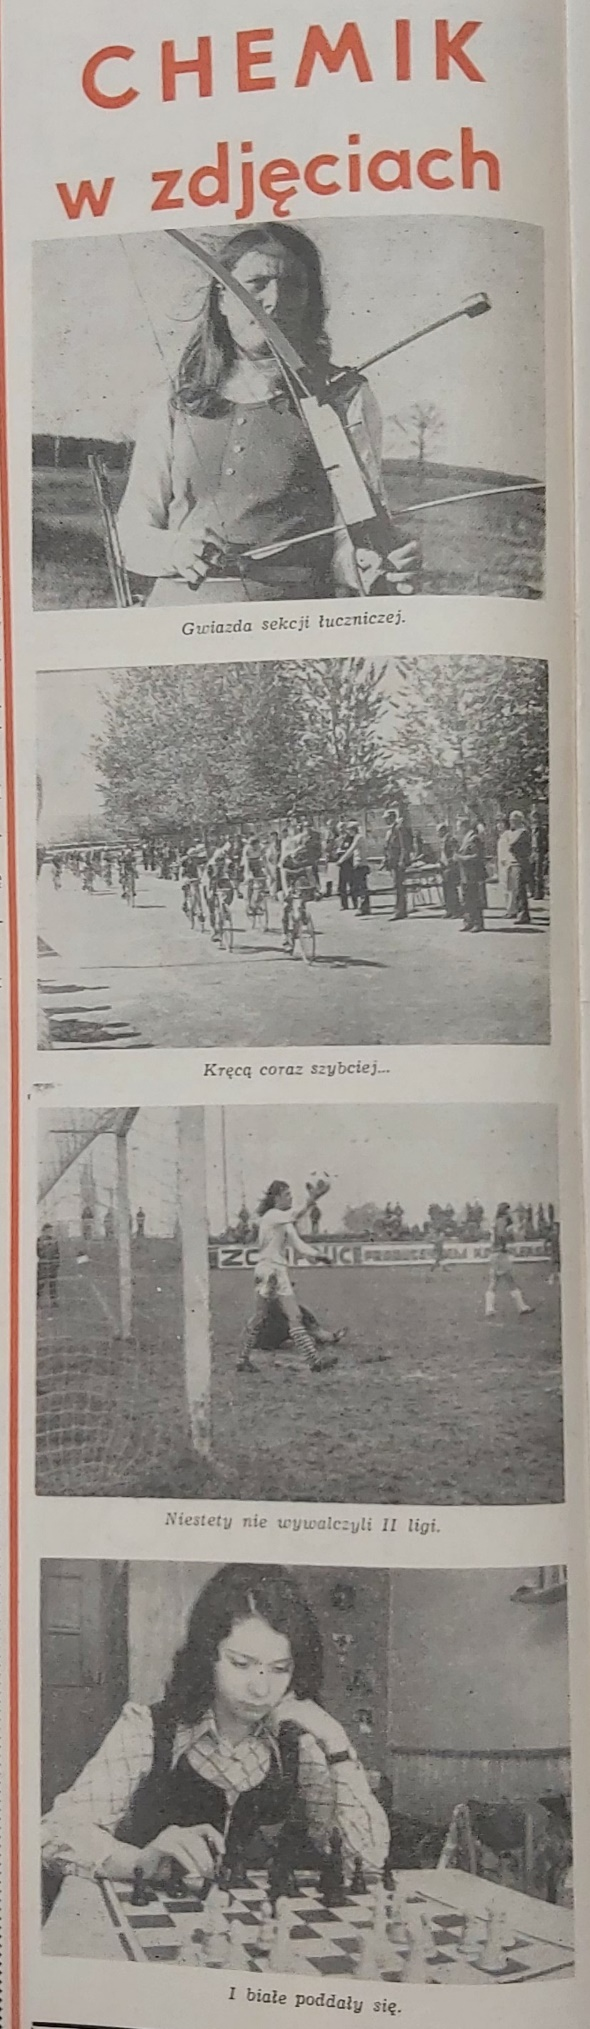 CHEMIK
w zdjęciach
Gwiazda sekcji łuczniczej.
Kręcą coraz szybciej...
Niestety nie wywalczyli II ligi.
I białe poddały się.